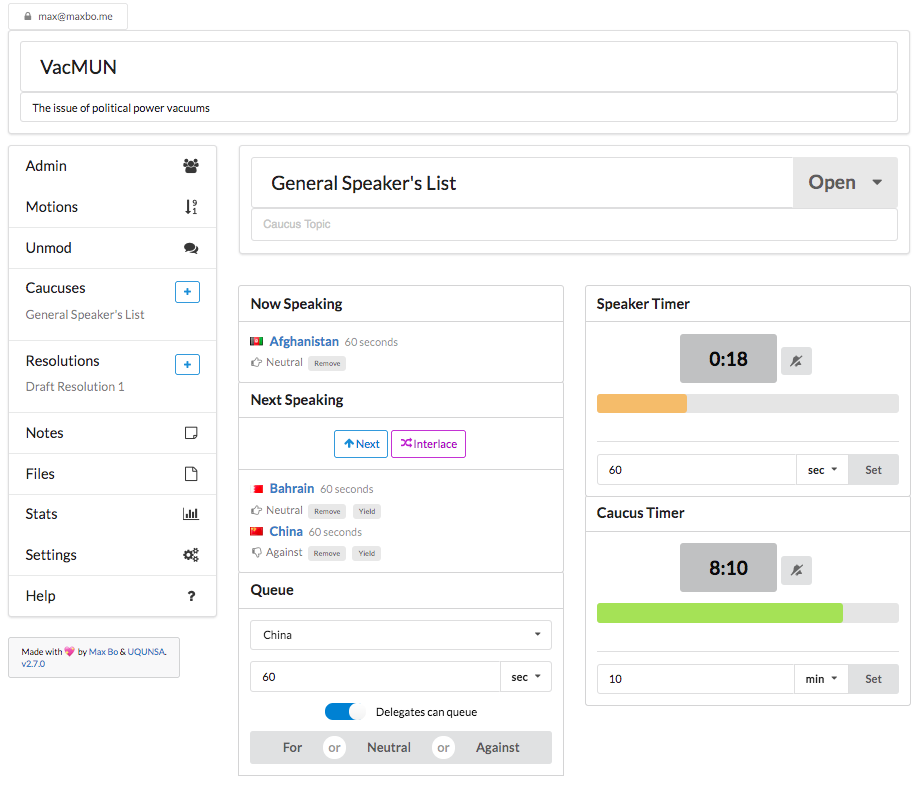 max@maxbo.me
VacMUN
The issue of political power vacuums
Admin
Motions
Unmod
Caucuses
+
General Speaker's List
Resolutions
+
Draft Resolution 1
Notes
Files
Stats
Settings
Help
?
Made with 💖 by Max Bo & UQUNSA.
v2.7.0
General Speaker's List
Open
Caucus Topic
Now Speaking
Afghanistan 60 seconds
Neutral Remove
Next Speaking
Next Interlace
Bahrain 60 seconds
Neutral Remove Yield
China 60 seconds
Against Remove Yield
Queue
China
60 sec
Delegates can queue
For or Neutral or Against
Speaker Timer
0:18
60 sec Set
Caucus Timer
8:10
10 min Set